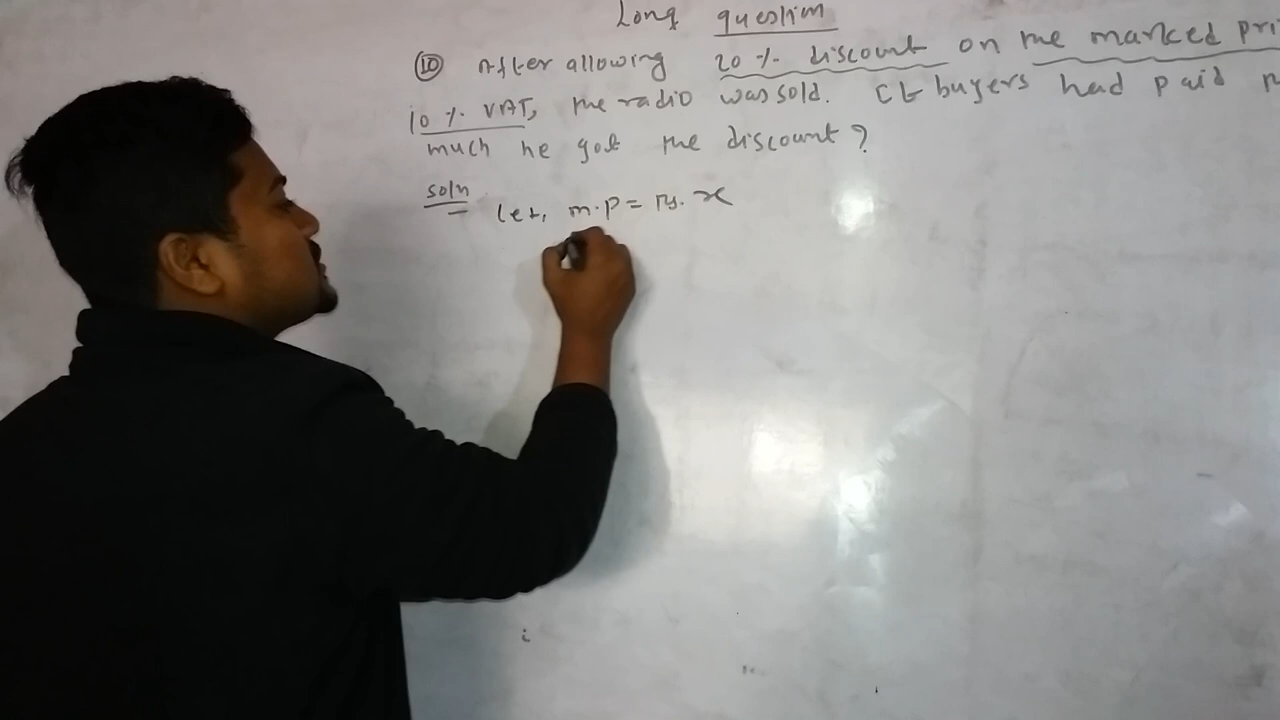 Long question
⑩ After allowing 20 % discount on the marked pri
10 % VAT, the radio was sold. buyers had paid
much he got the discount ?
soln
Let, m.p = Rs. x